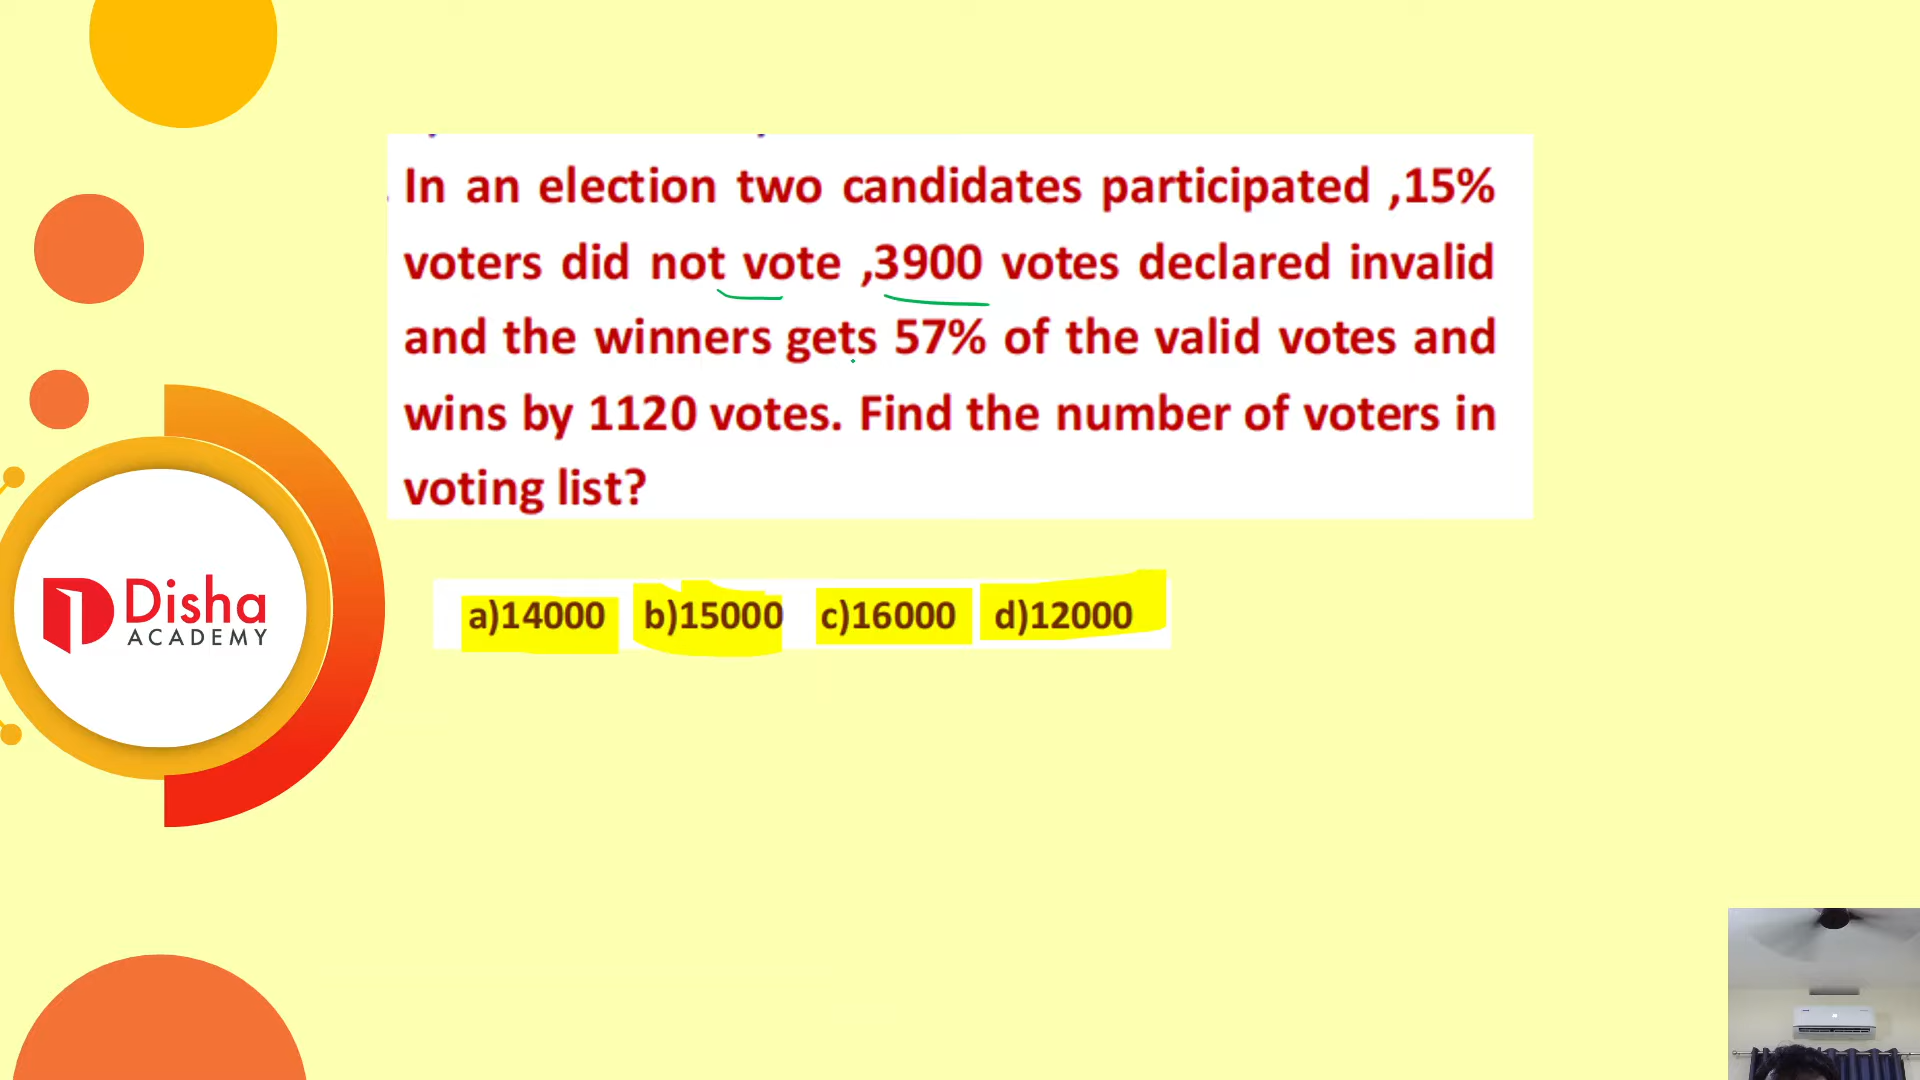 In an election two candidates participated ,15%
voters did not vote ,3900 votes declared invalid
and the winners gets 57% of the valid votes and
wins by 1120 votes. Find the number of voters in
voting list?
a)14000 b)15000 c)16000 d)12000
Disha
ACADEMY